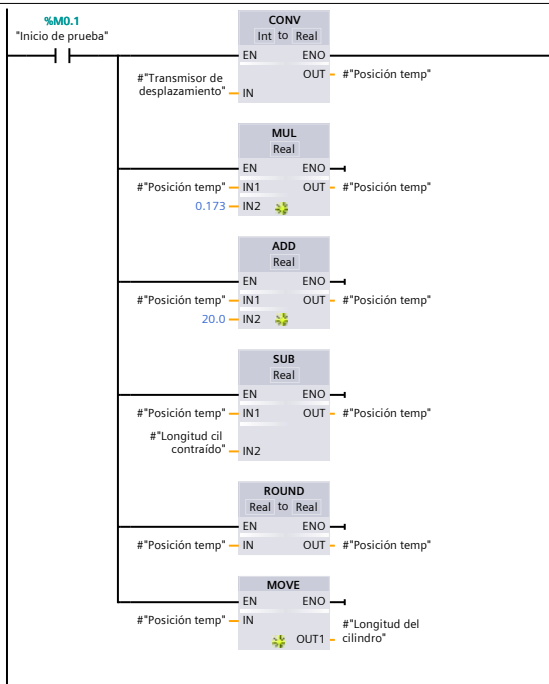 %M0.1
"Inicio de prueba"
CONV
Int to Real
EN ENO
OUT #"Posición temp"
#"Transmisor de
desplazamiento" IN
MUL
Real
EN ENO
#"Posición temp" IN1 OUT #"Posición temp"
0.173 IN2
ADD
Real
EN ENO
#"Posición temp" IN1 OUT #"Posición temp"
20.0 IN2
SUB
Real
EN ENO
#"Posición temp" IN1 OUT #"Posición temp"
#"Longitud cil
contraído" IN2
ROUND
Real to Real
EN ENO
#"Posición temp" IN OUT #"Posición temp"
MOVE
EN ENO
#"Posición temp" IN
#"Longitud del
OUT1 cilindro"